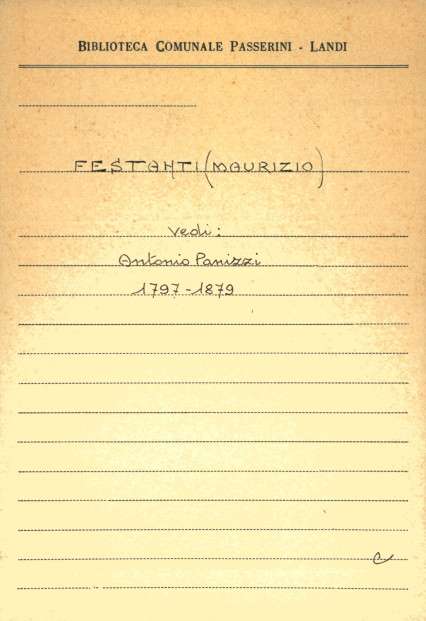 BIBLIOTECA COMUNALE PASSERINI - LANDI
FESTANTI (MAURIZIO)
Vedi:
Antonio Panizzi
1797-1879
C